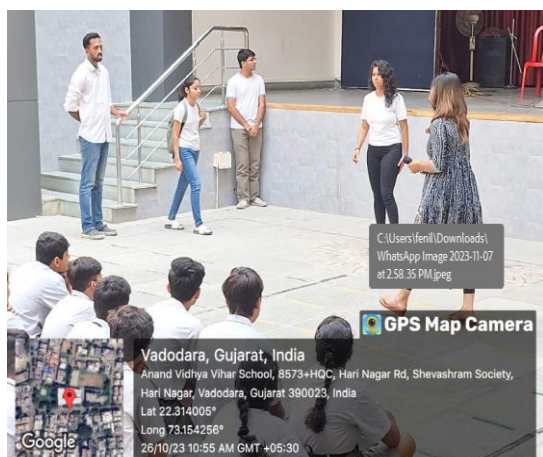 C:\Users\fenil\Downloads\
WhatsApp Image 2023-11-07
at 2.58.35 PM.jpeg
GPS Map Camera
Vadodara, Gujarat, India
Anand Vidhya Vihar School, 8573+HQC, Hari Nagar Rd, Shevashram Society,
Hari Nagar, Vadodara, Gujarat 390023, India
Lat 22.314005°
Long 73.154256°
26/10/23 10:55 AM GMT +05:30
Google